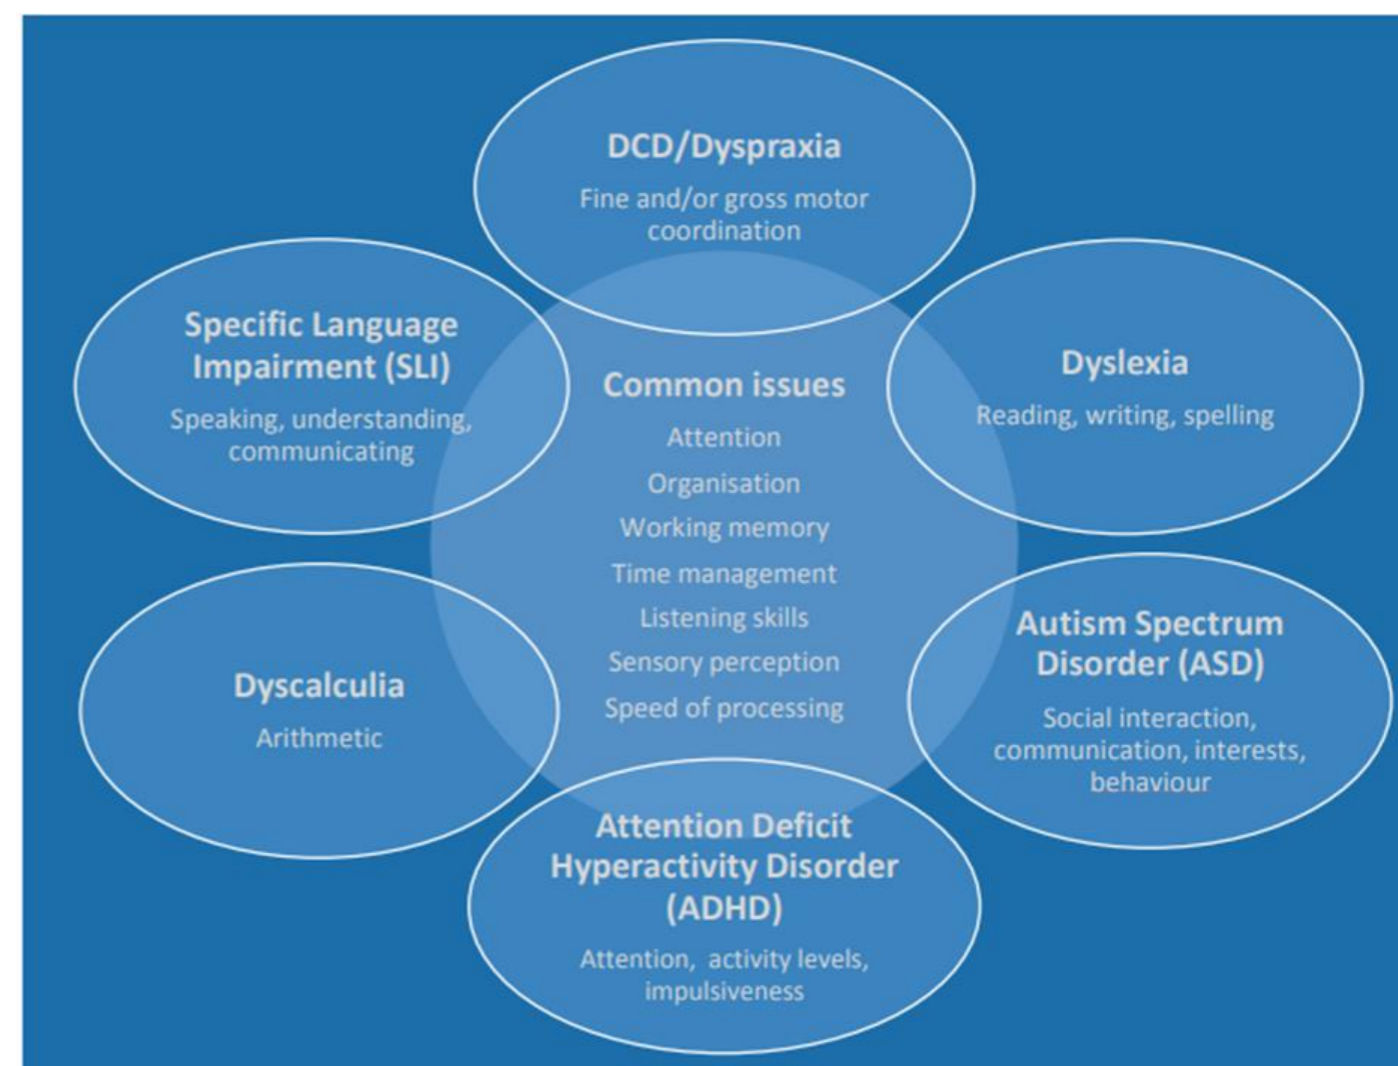 DCD/Dyspraxia
Fine and/or gross motor
coordination
Specific Language
Impairment (SLI)
Speaking, understanding,
communicating
Common issues
Attention
Organisation
Working memory
Time management
Listening skills
Sensory perception
Speed of processing
Dyslexia
Reading, writing, spelling
Dyscalculia
Arithmetic
Autism Spectrum
Disorder (ASD)
Social interaction,
communication, interests,
behaviour
Attention Deficit
Hyperactivity Disorder
(ADHD)
Attention, activity levels,
impulsiveness